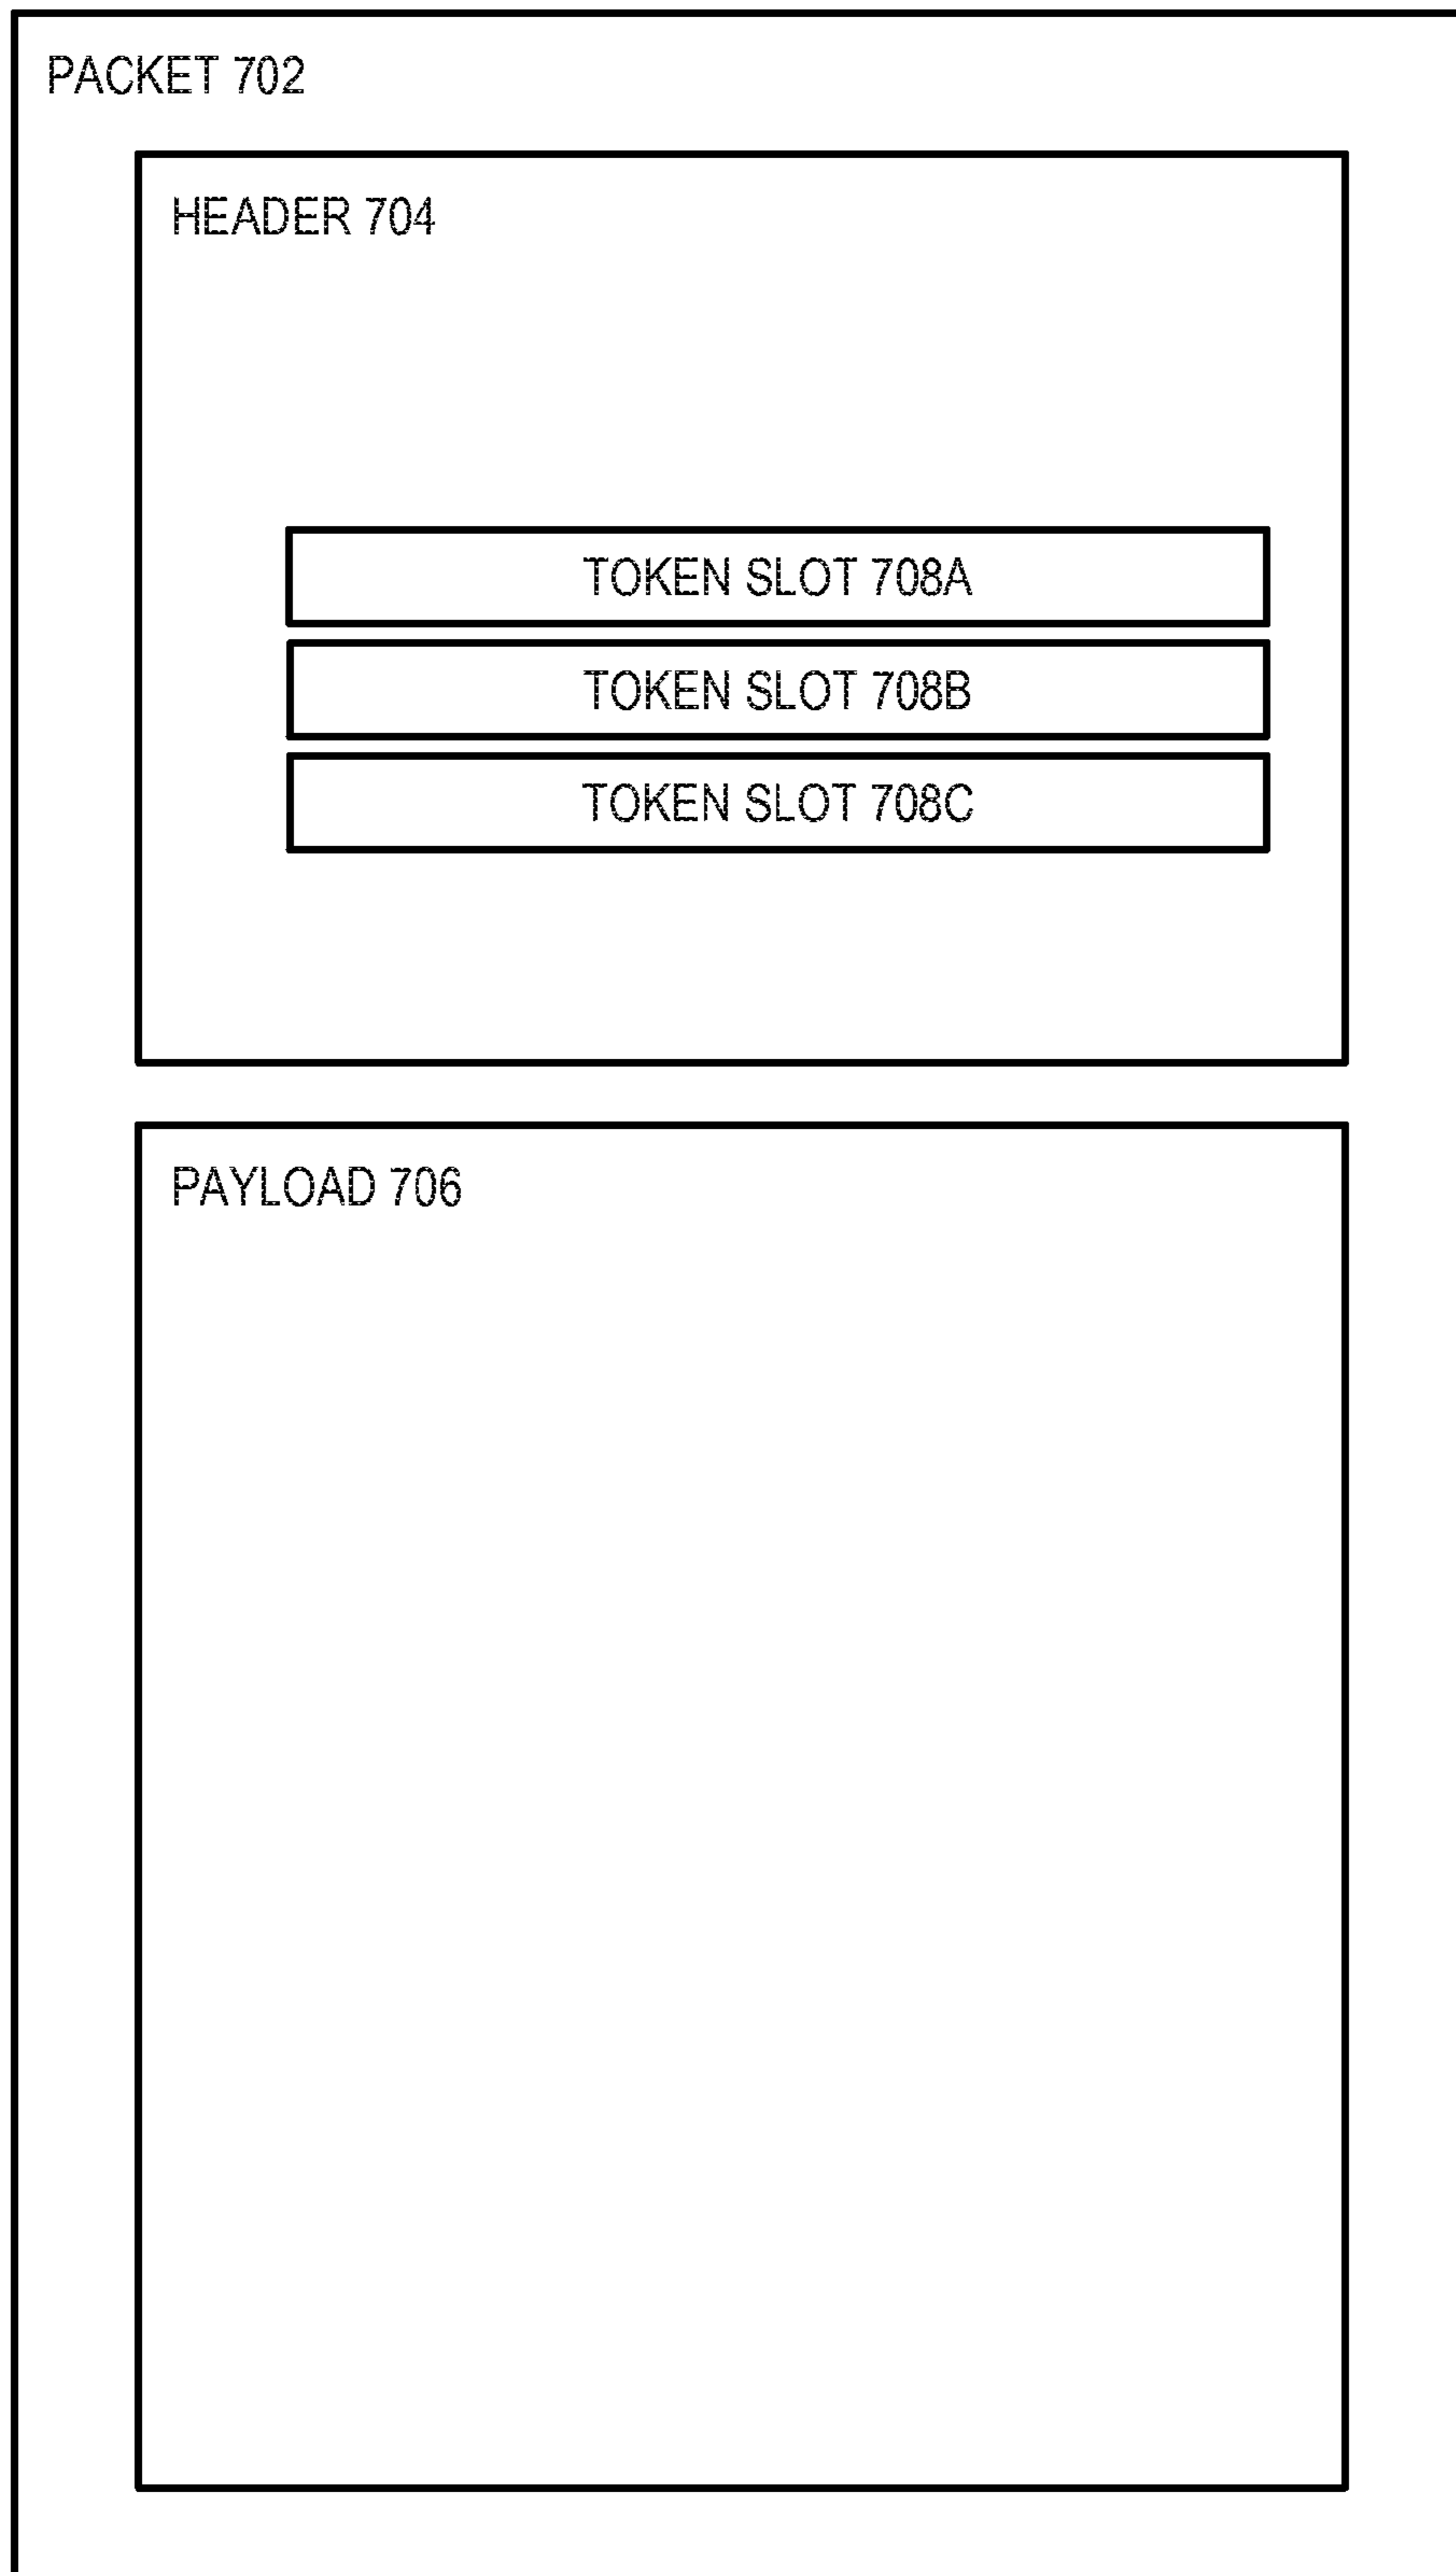 PACKET 702
HEADER 704
TOKEN SLOT 708A
TOKEN SLOT 708B
TOKEN SLOT 708C
PAYLOAD 706